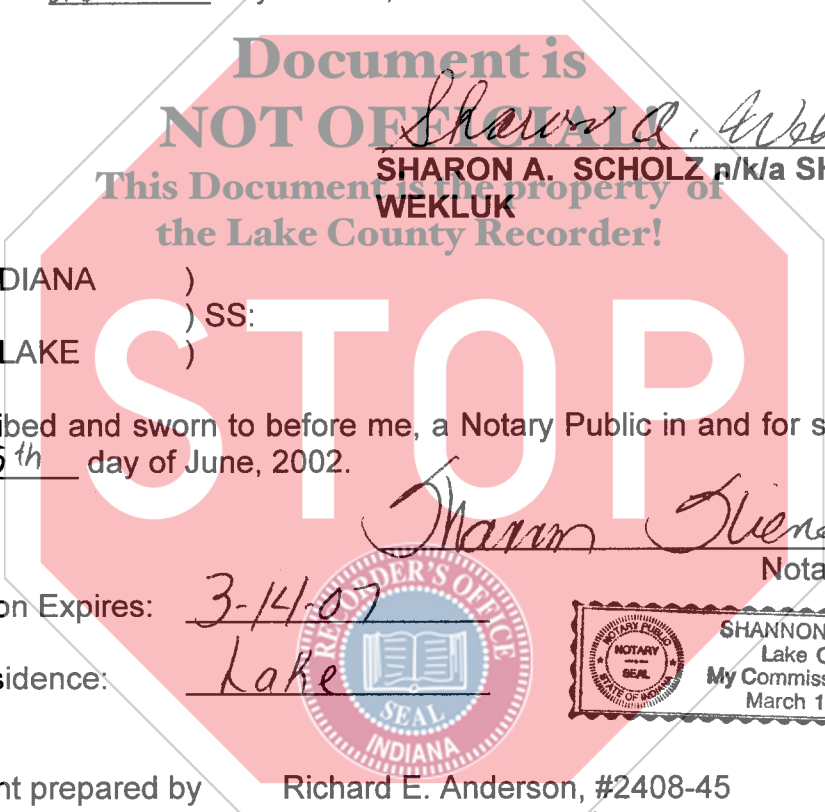 Document is
NOT OFFICIAL!
This Document is the property of
the Lake County Recorder!
Sharon A.
SHARON A. SCHOLZ n/k/a SH
WEKLUK
DIANA )
) SS:
LAKE )
STOP
ibed and sworn to before me, a Notary Public in and for s
th day of June, 2002.
Nota
on Expires: 3-14-07
sidence: Lake
RECORDER'S OFFICE
SEAL
INDIANA
NOTARY PUBLIC
NOTARY
SEAL
STATE OF INDIANA
SHANNON
Lake C
My Commiss
March 1
nt prepared by Richard E. Anderson, #2408-45